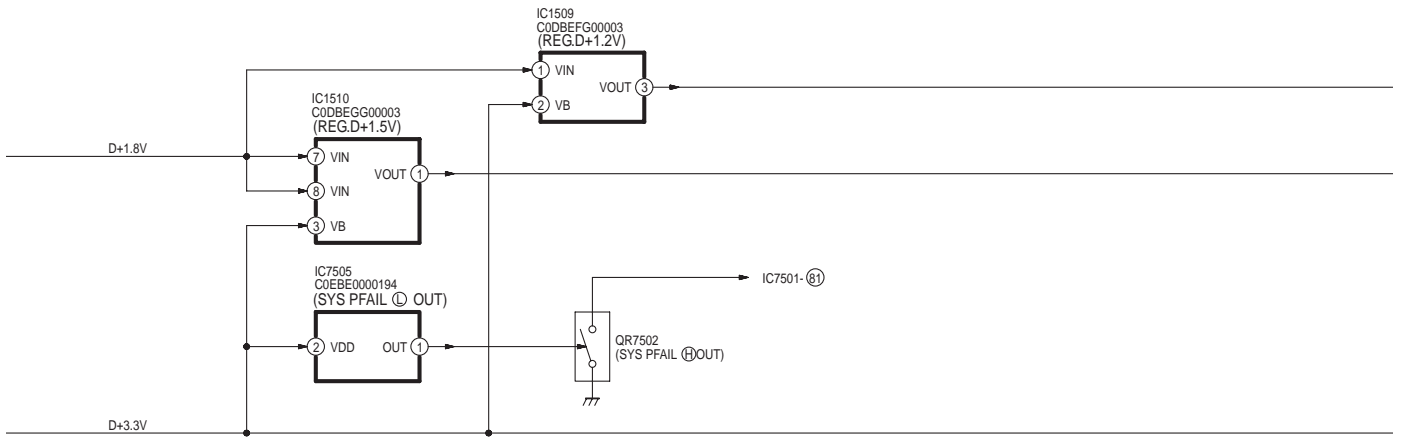 IC1509
C0DBEFG00003
(REG.D+1.2V)
1 VIN
VOUT 3
2 VB
IC1510
C0DBEGG00003
(REG.D+1.5V)
D+1.8V
7 VIN
VOUT 1
8 VIN
3 VB
IC7505
C0EBE0000194
(SYS PFAIL Ⓛ OUT)
IC7501-81
2 VDD
OUT 1
QR7502
(SYS PFAIL ⒽOUT)
D+3.3V